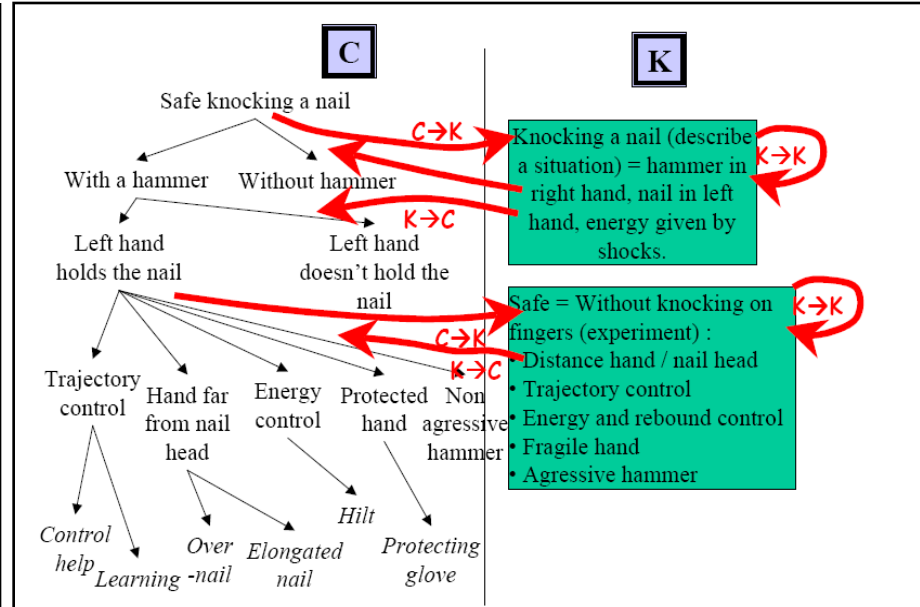 C
K
Safe knocking a nail
C→K
Knocking a nail (describe
a situation) = hammer in
right hand, nail in left
hand, energy given by
shocks.
K→K
With a hammer
Without hammer
K→C
Left hand
holds the nail
Left hand
doesn't hold the
nail
Safe = Without knocking on
fingers (experiment) :
• Distance hand / nail head
• Trajectory control
• Energy and rebound control
• Fragile hand
• Agressive hammer
K→K
C→K
K→C
Trajectory
control
Hand far
from nail
head
Energy
control
Protected
hand
Non
agressive
hammer
Control
help
Learning
Over
-nail
Elongated
nail
Hilt
Protecting
glove